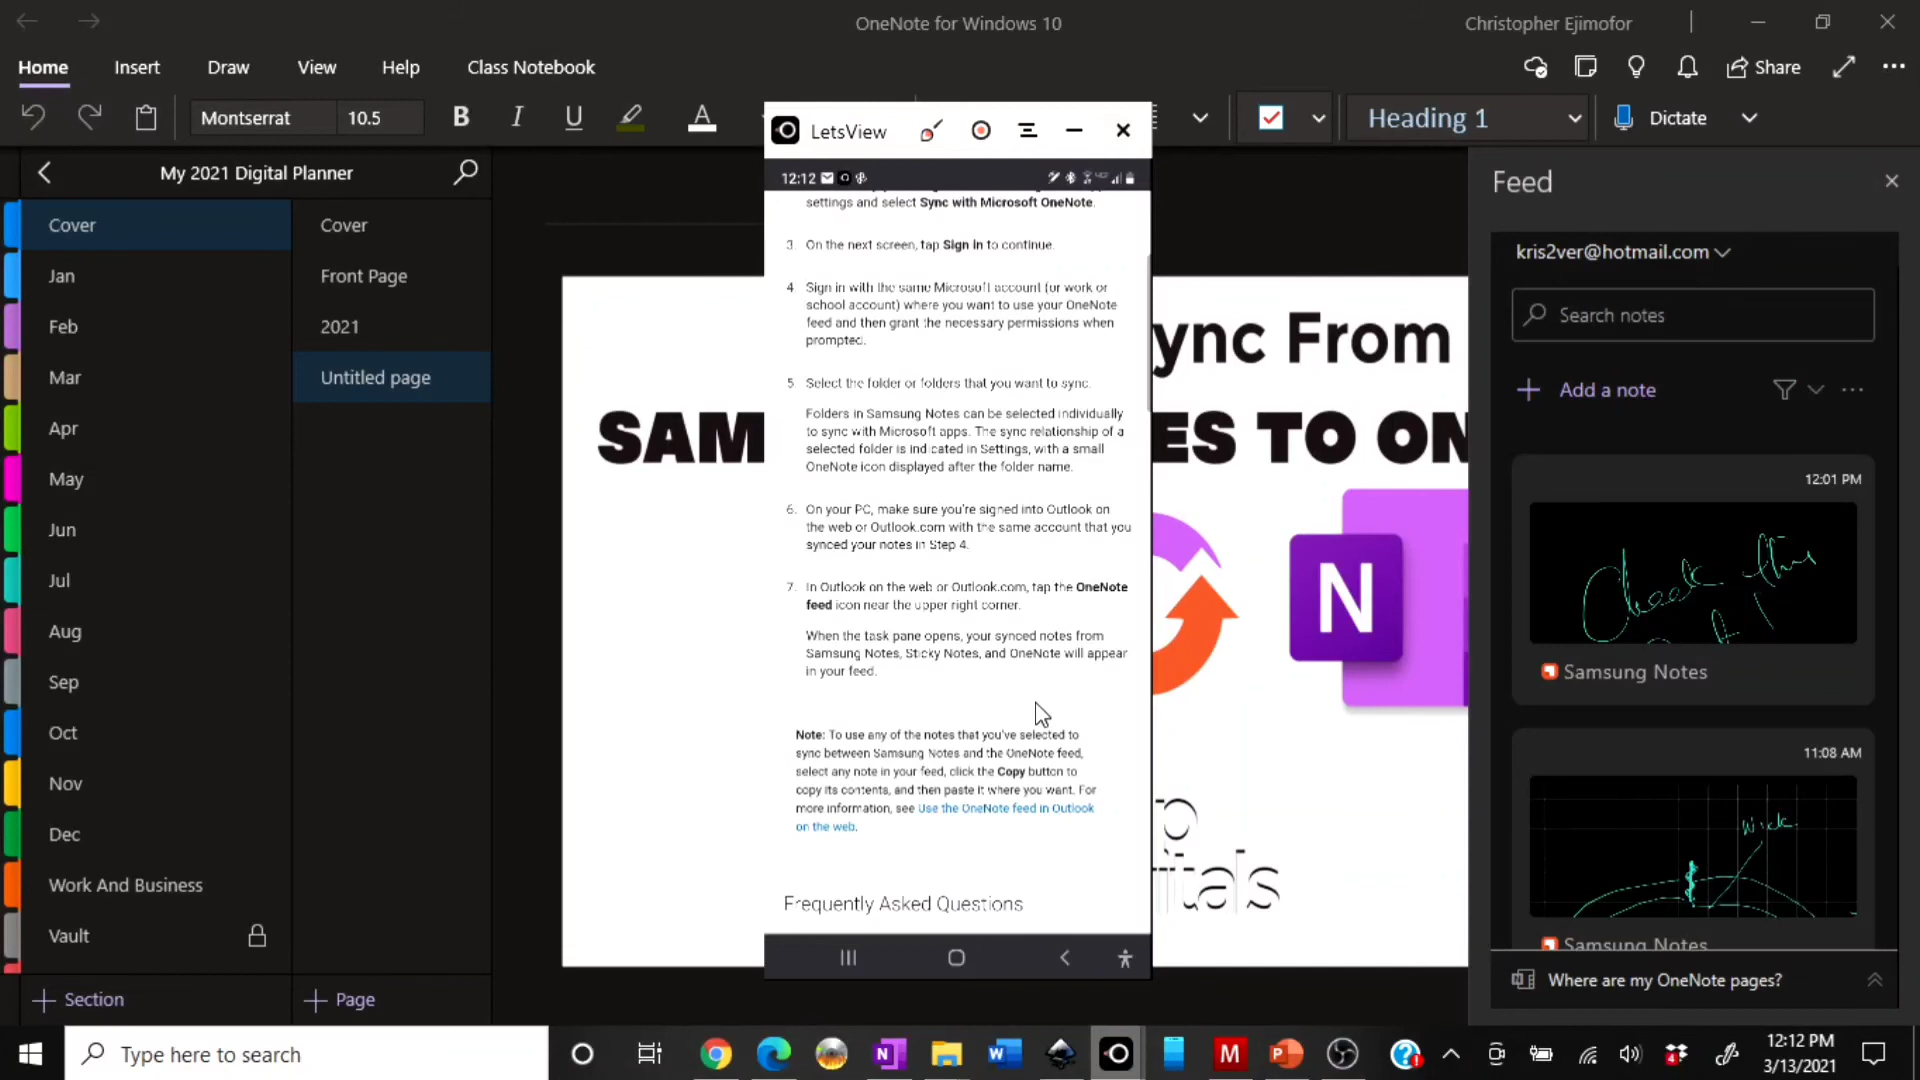 OneNote for Windows 10
Christopher Ejimofor
Home
Insert
Draw
View
Help
Class Notebook
Share
Montserrat
10.5
B
I
U
A
Heading 1
Dictate
My 2021 Digital Planner
Cover
Jan
Feb
Mar
Apr
May
Jun
Jul
Aug
Sep
Oct
Nov
Dec
Work And Business
Vault
Section
Cover
Front Page
2021
Untitled page
Page
ync From
SAM
ES TO ON
N
p
itals
LetsView
12:12
settings and select Sync with Microsoft OneNote.
3. On the next screen, tap Sign in to continue.
4 Sign in with the same Microsoft account (or work or
school account) where you want to use your OneNote
feed and then grant the necessary permissions when
prompted.
5 Select the folder or folders that you want to sync.
Folders in Samsung Notes can be selected individually
to sync with Microsoft apps. The sync relationship of a
selected folder is indicated in Settings, with a small
OneNote icon displayed after the folder name.
6. On your PC, make sure you're signed into Outlook on
the web or Outlook.com with the same account that you
synced your notes in Step 4.
7. In Outlook on the web or Outlook.com, tap the OneNote
feed icon near the upper right corner.
When the task pane opens, your synced notes from
Samsung Notes, Sticky Notes, and OneNote will appear
in your feed.
Note: To use any of the notes that you've selected to
sync between Samsung Notes and the OneNote feed,
select any note in your feed, click the Copy button to
copy its contents, and then paste it where you want. For
more information, see Use the OneNote feed in Outlook
on the web.
Frequently Asked Questions
Feed
kris2ver@hotmail.com
Search notes
Add a note
12:01 PM
Check this
Samsung Notes
11:08 AM
Wick
Samsung Notes
Where are my OneNote pages?
Type here to search
12:12 PM
3/13/2021